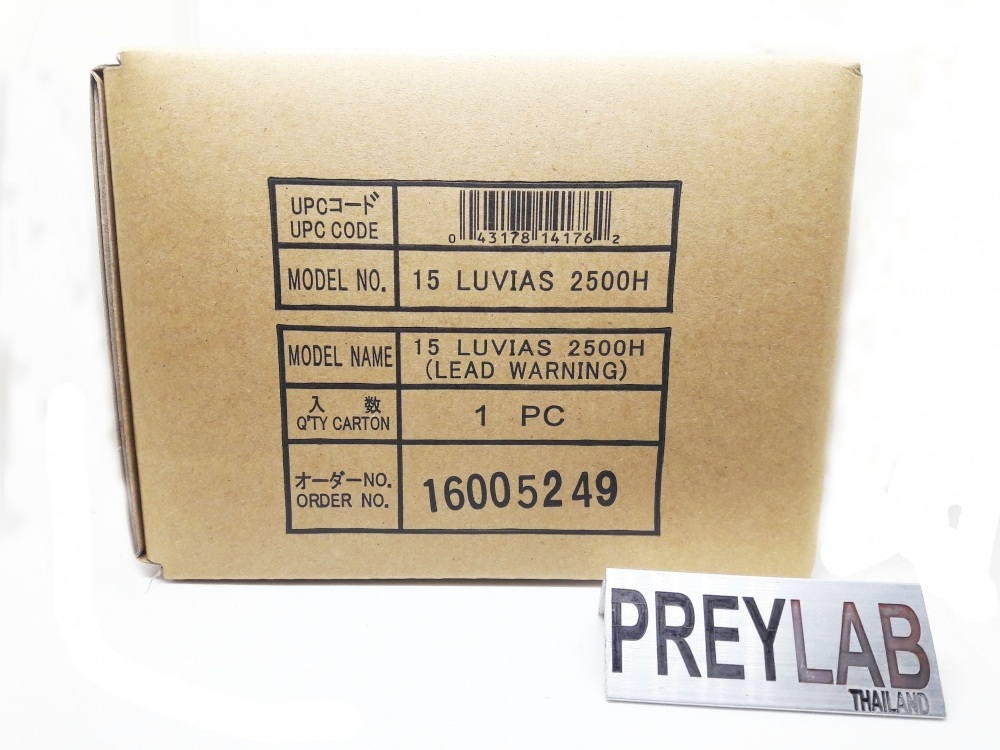 UPCコード
UPC CODE
0 43178 14176 2
MODEL NO.
15 LUVIAS 2500H
MODEL NAME
15 LUVIAS 2500H
(LEAD WARNING)
入 数
Q'TY CARTON
1 PC
オーダーNO.
ORDER NO.
16005249
PREYLAB
THAILAND